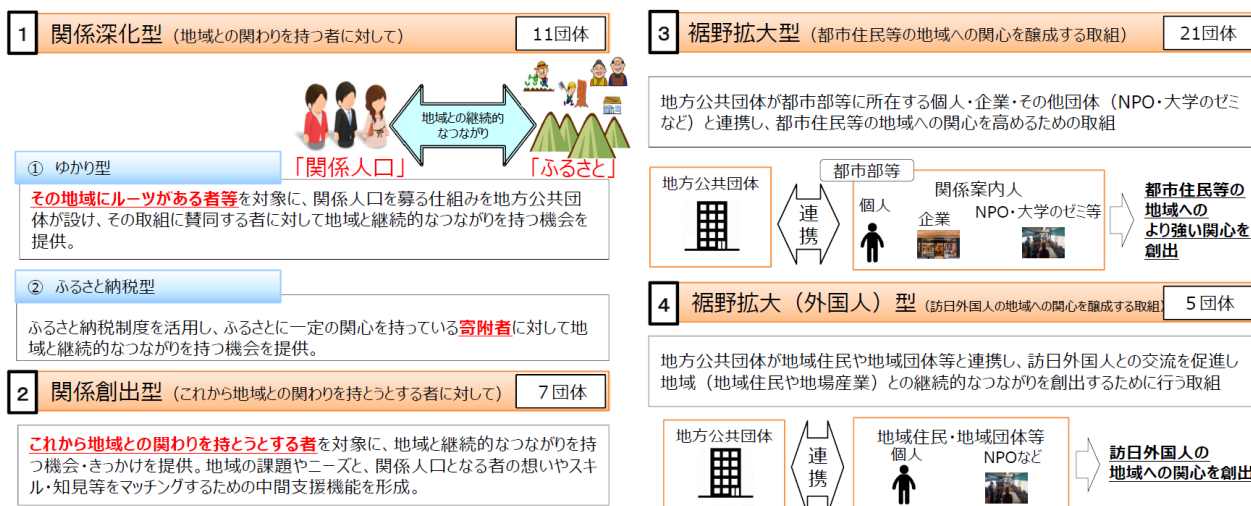 1 関係深化型（地域との関わりを持つ者に対して） 11団体
地域との継続的
なつながり
「関係人口」 「ふるさと」
① ゆかり型
その地域にルーツがある者等を対象に、関係人口を募る仕組みを地方公共団
体が設け、その取組に賛同する者に対して地域と継続的なつながりを持つ機会を
提供。
② ふるさと納税型
ふるさと納税制度を活用し、ふるさとに一定の関心を持っている寄附者に対して地
域と継続的なつながりを持つ機会を提供。
2 関係創出型（これから地域との関わりを持とうとする者に対して） 7団体
これから地域との関わりを持とうとする者を対象に、地域と継続的なつながりを持
つ機会・きっかけを提供。地域の課題やニーズと、関係人口となる者の想いやスキ
ル・知見等をマッチングするための中間支援機能を形成。
3 裾野拡大型（都市住民等の地域への関心を醸成する取組） 21団体
地方公共団体が都市部等に所在する個人・企業・その他団体（NPO・大学のゼミ
など）と連携し、都市住民等の地域への関心を高めるための取組
地方公共団体
連
携
都市部等
関係案内人
個人
企業
NPO・大学のゼミ等
都市住民等の
地域への
より強い関心を
創出
4 裾野拡大（外国人）型（訪日外国人の地域への関心を醸成する取組） 5団体
地方公共団体が地域住民や地域団体等と連携し、訪日外国人との交流を促進し
地域（地域住民や地場産業）との継続的なつながりを創出するために行う取組
地方公共団体
連
携
地域住民・地域団体等
個人
NPOなど
訪日外国人の
地域への関心を創出